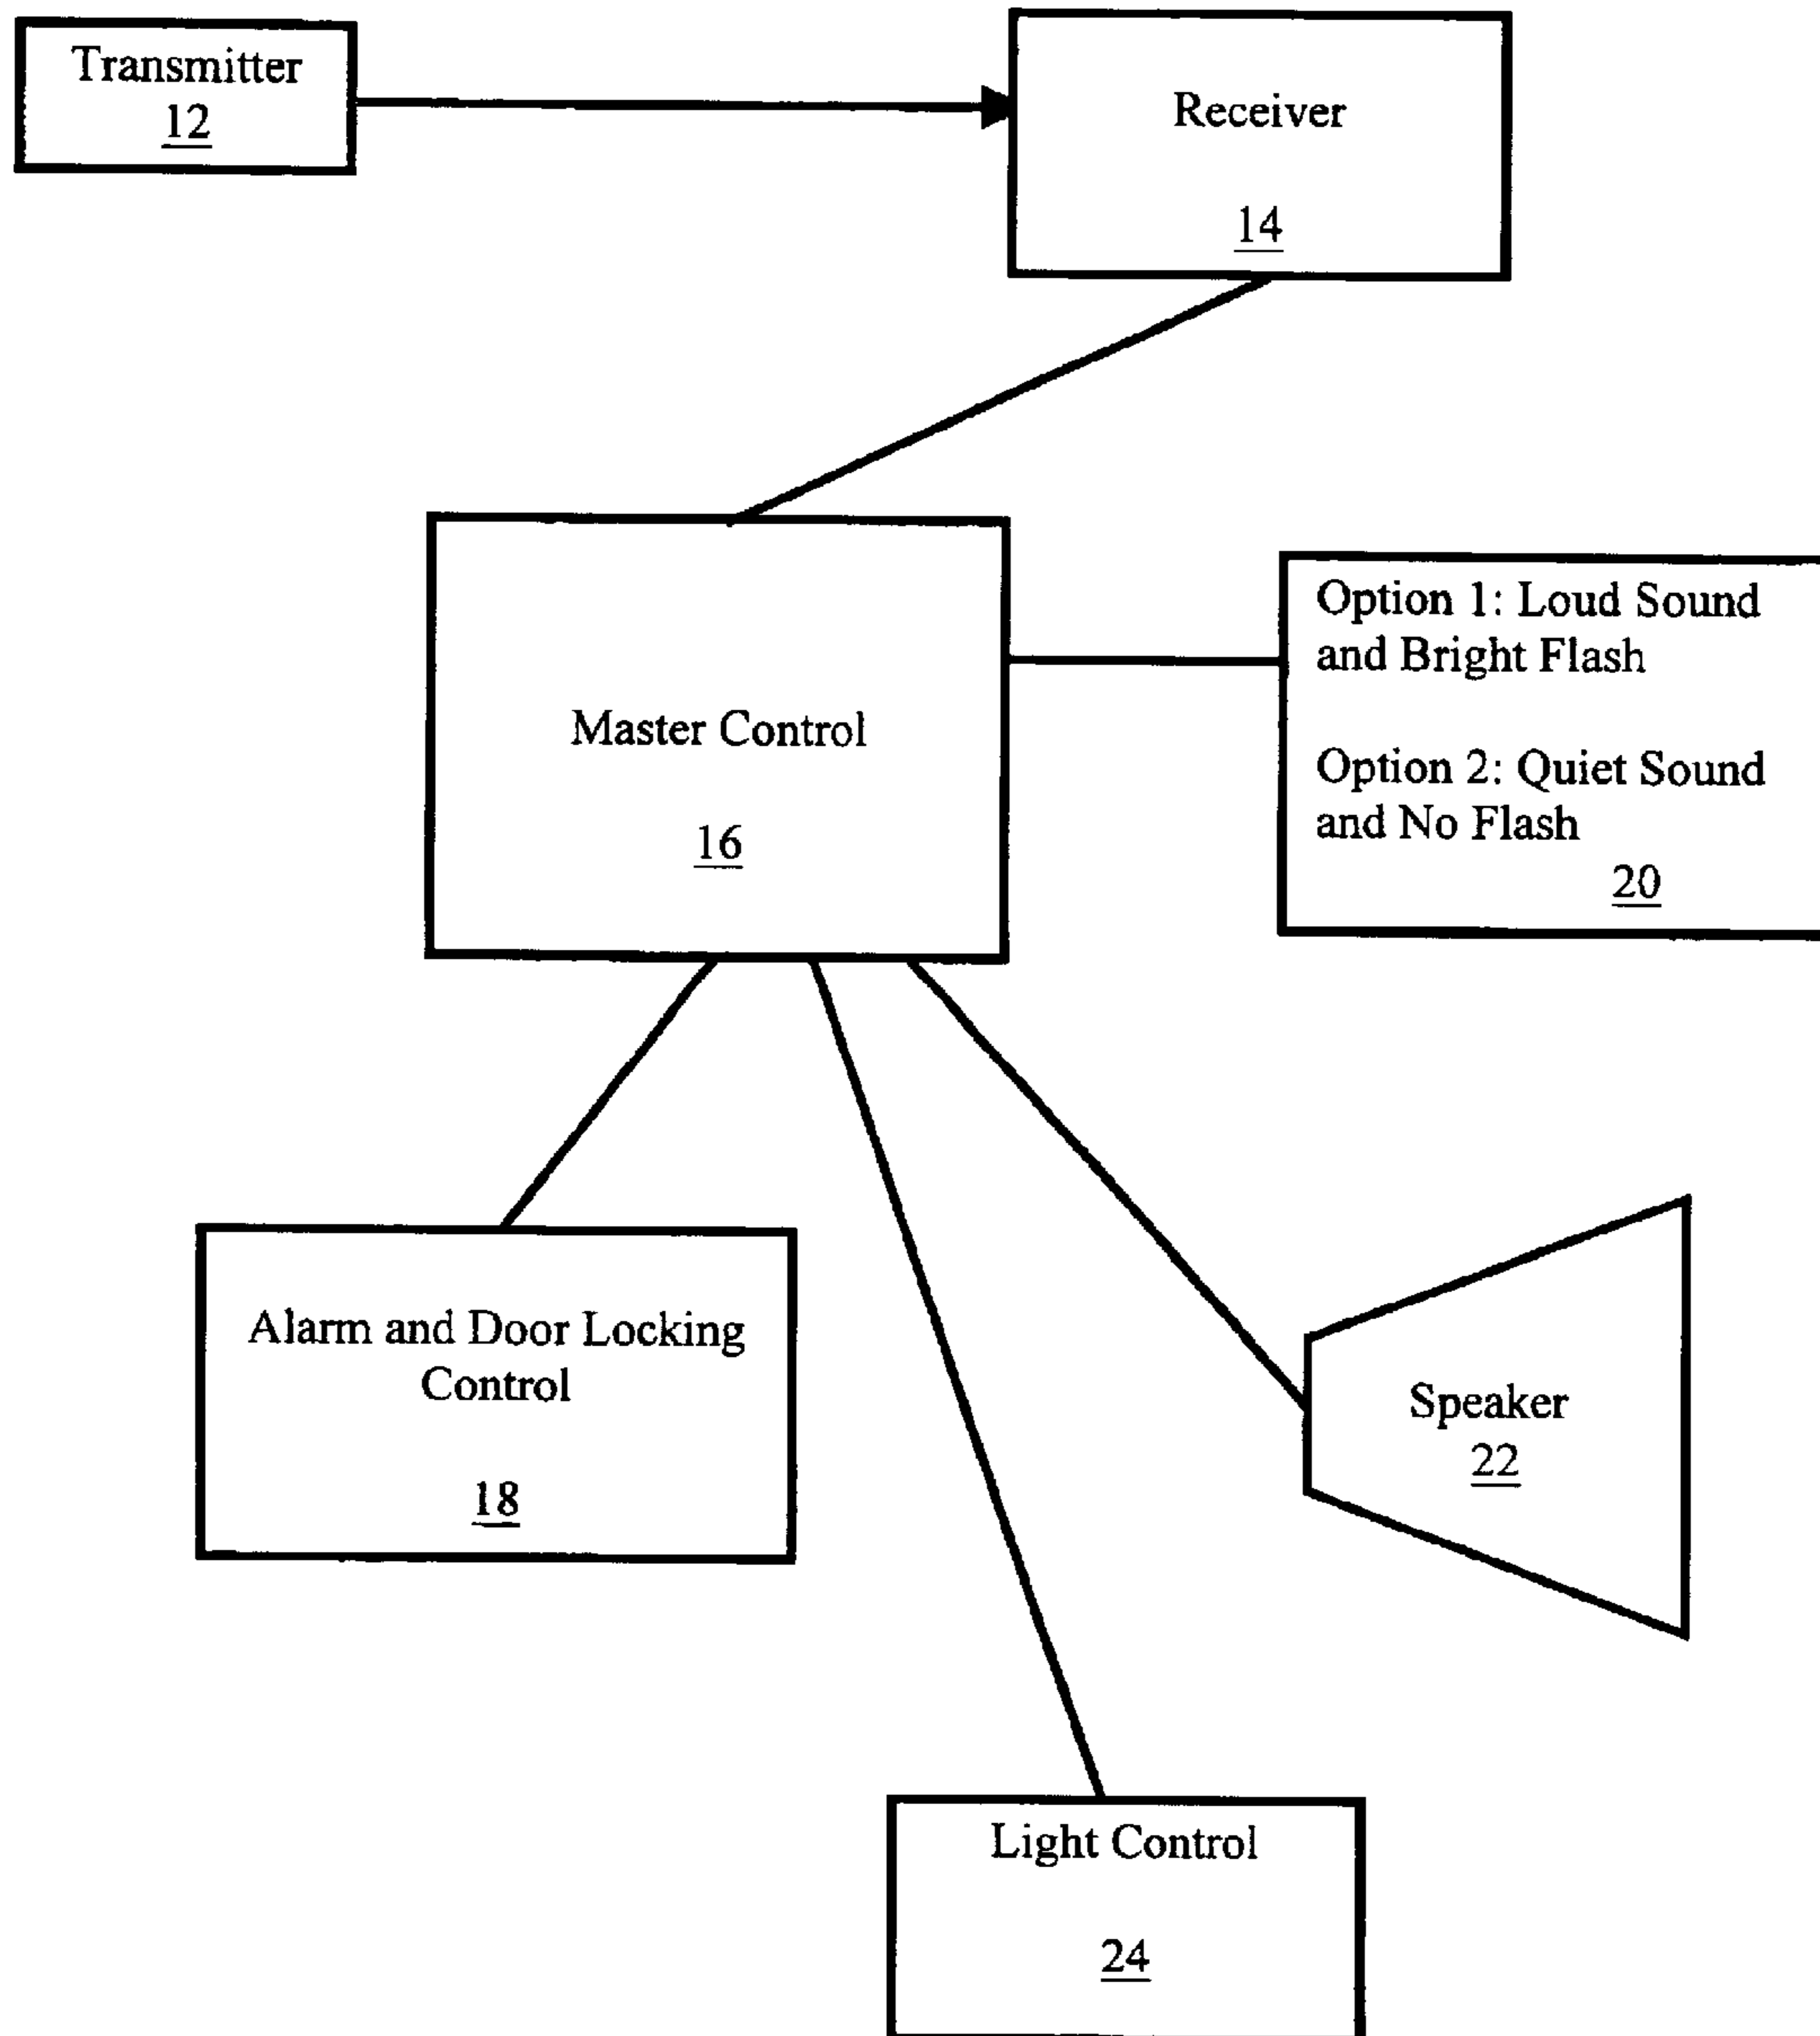 Transmitter
12
Receiver
14
Master Control
16
Option 1: Loud Sound
and Bright Flash
Option 2: Quiet Sound
and No Flash
20
Alarm and Door Locking
Control
18
Speaker
22
Light Control
24